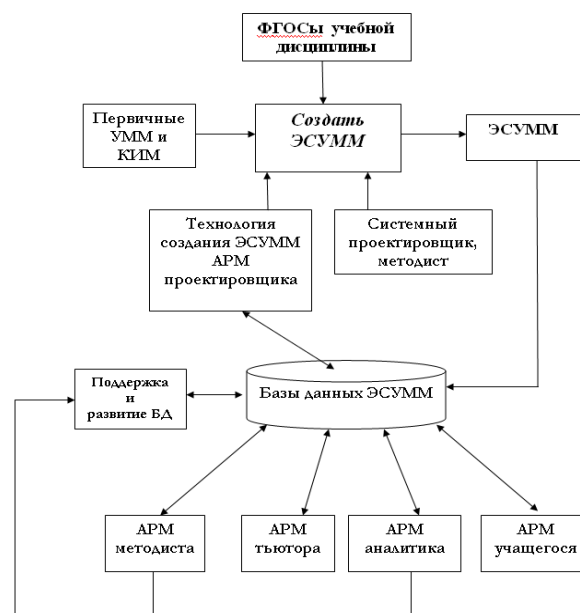 ФГОСы учебной
дисциплины
Первичные
УММ и
КИМ
Создать
ЭСУММ
ЭСУММ
Технология
создания ЭСУММ
АРМ
проектировщика
Системный
проектировщик,
методист
Поддержка
и
развитие БД
Базы данных ЭСУММ
АРМ
методиста
АРМ
тьютора
АРМ
аналитика
АРМ
учащегося